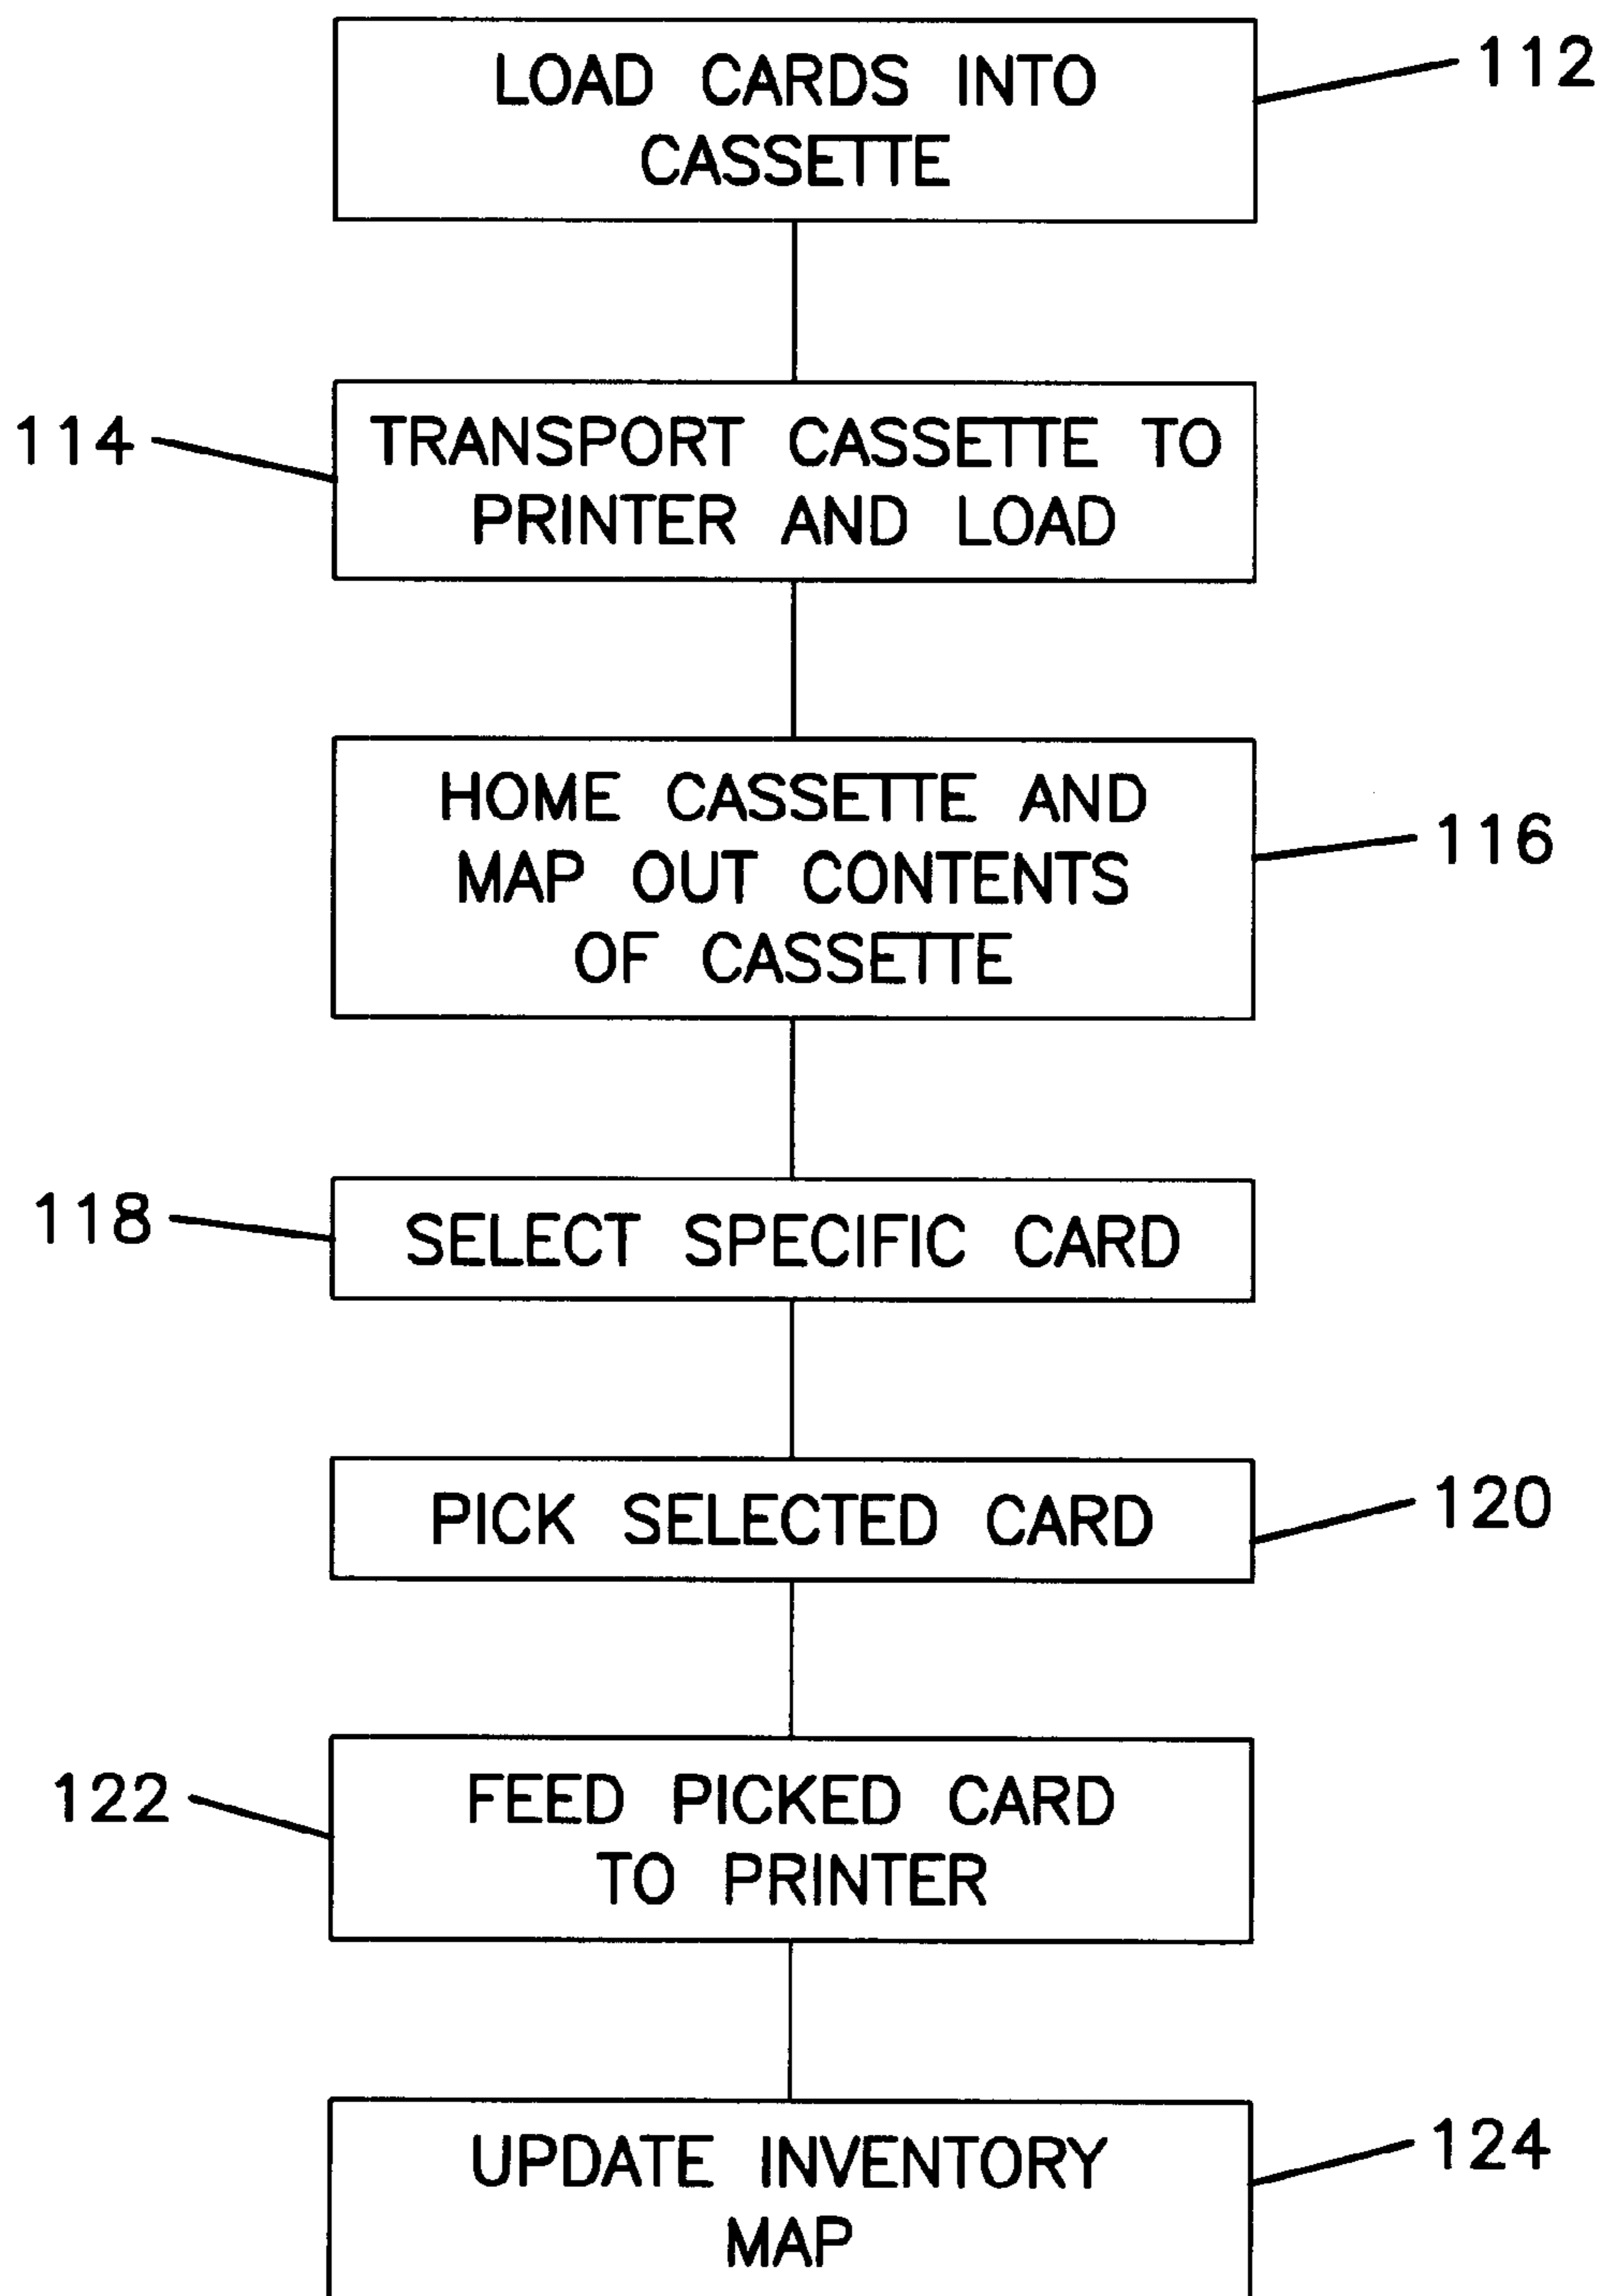 LOAD CARDS INTO
CASSETTE
112
TRANSPORT CASSETTE TO
PRINTER AND LOAD
114
HOME CASSETTE AND
MAP OUT CONTENTS
OF CASSETTE
116
SELECT SPECIFIC CARD
118
PICK SELECTED CARD
120
FEED PICKED CARD
TO PRINTER
122
UPDATE INVENTORY
MAP
124